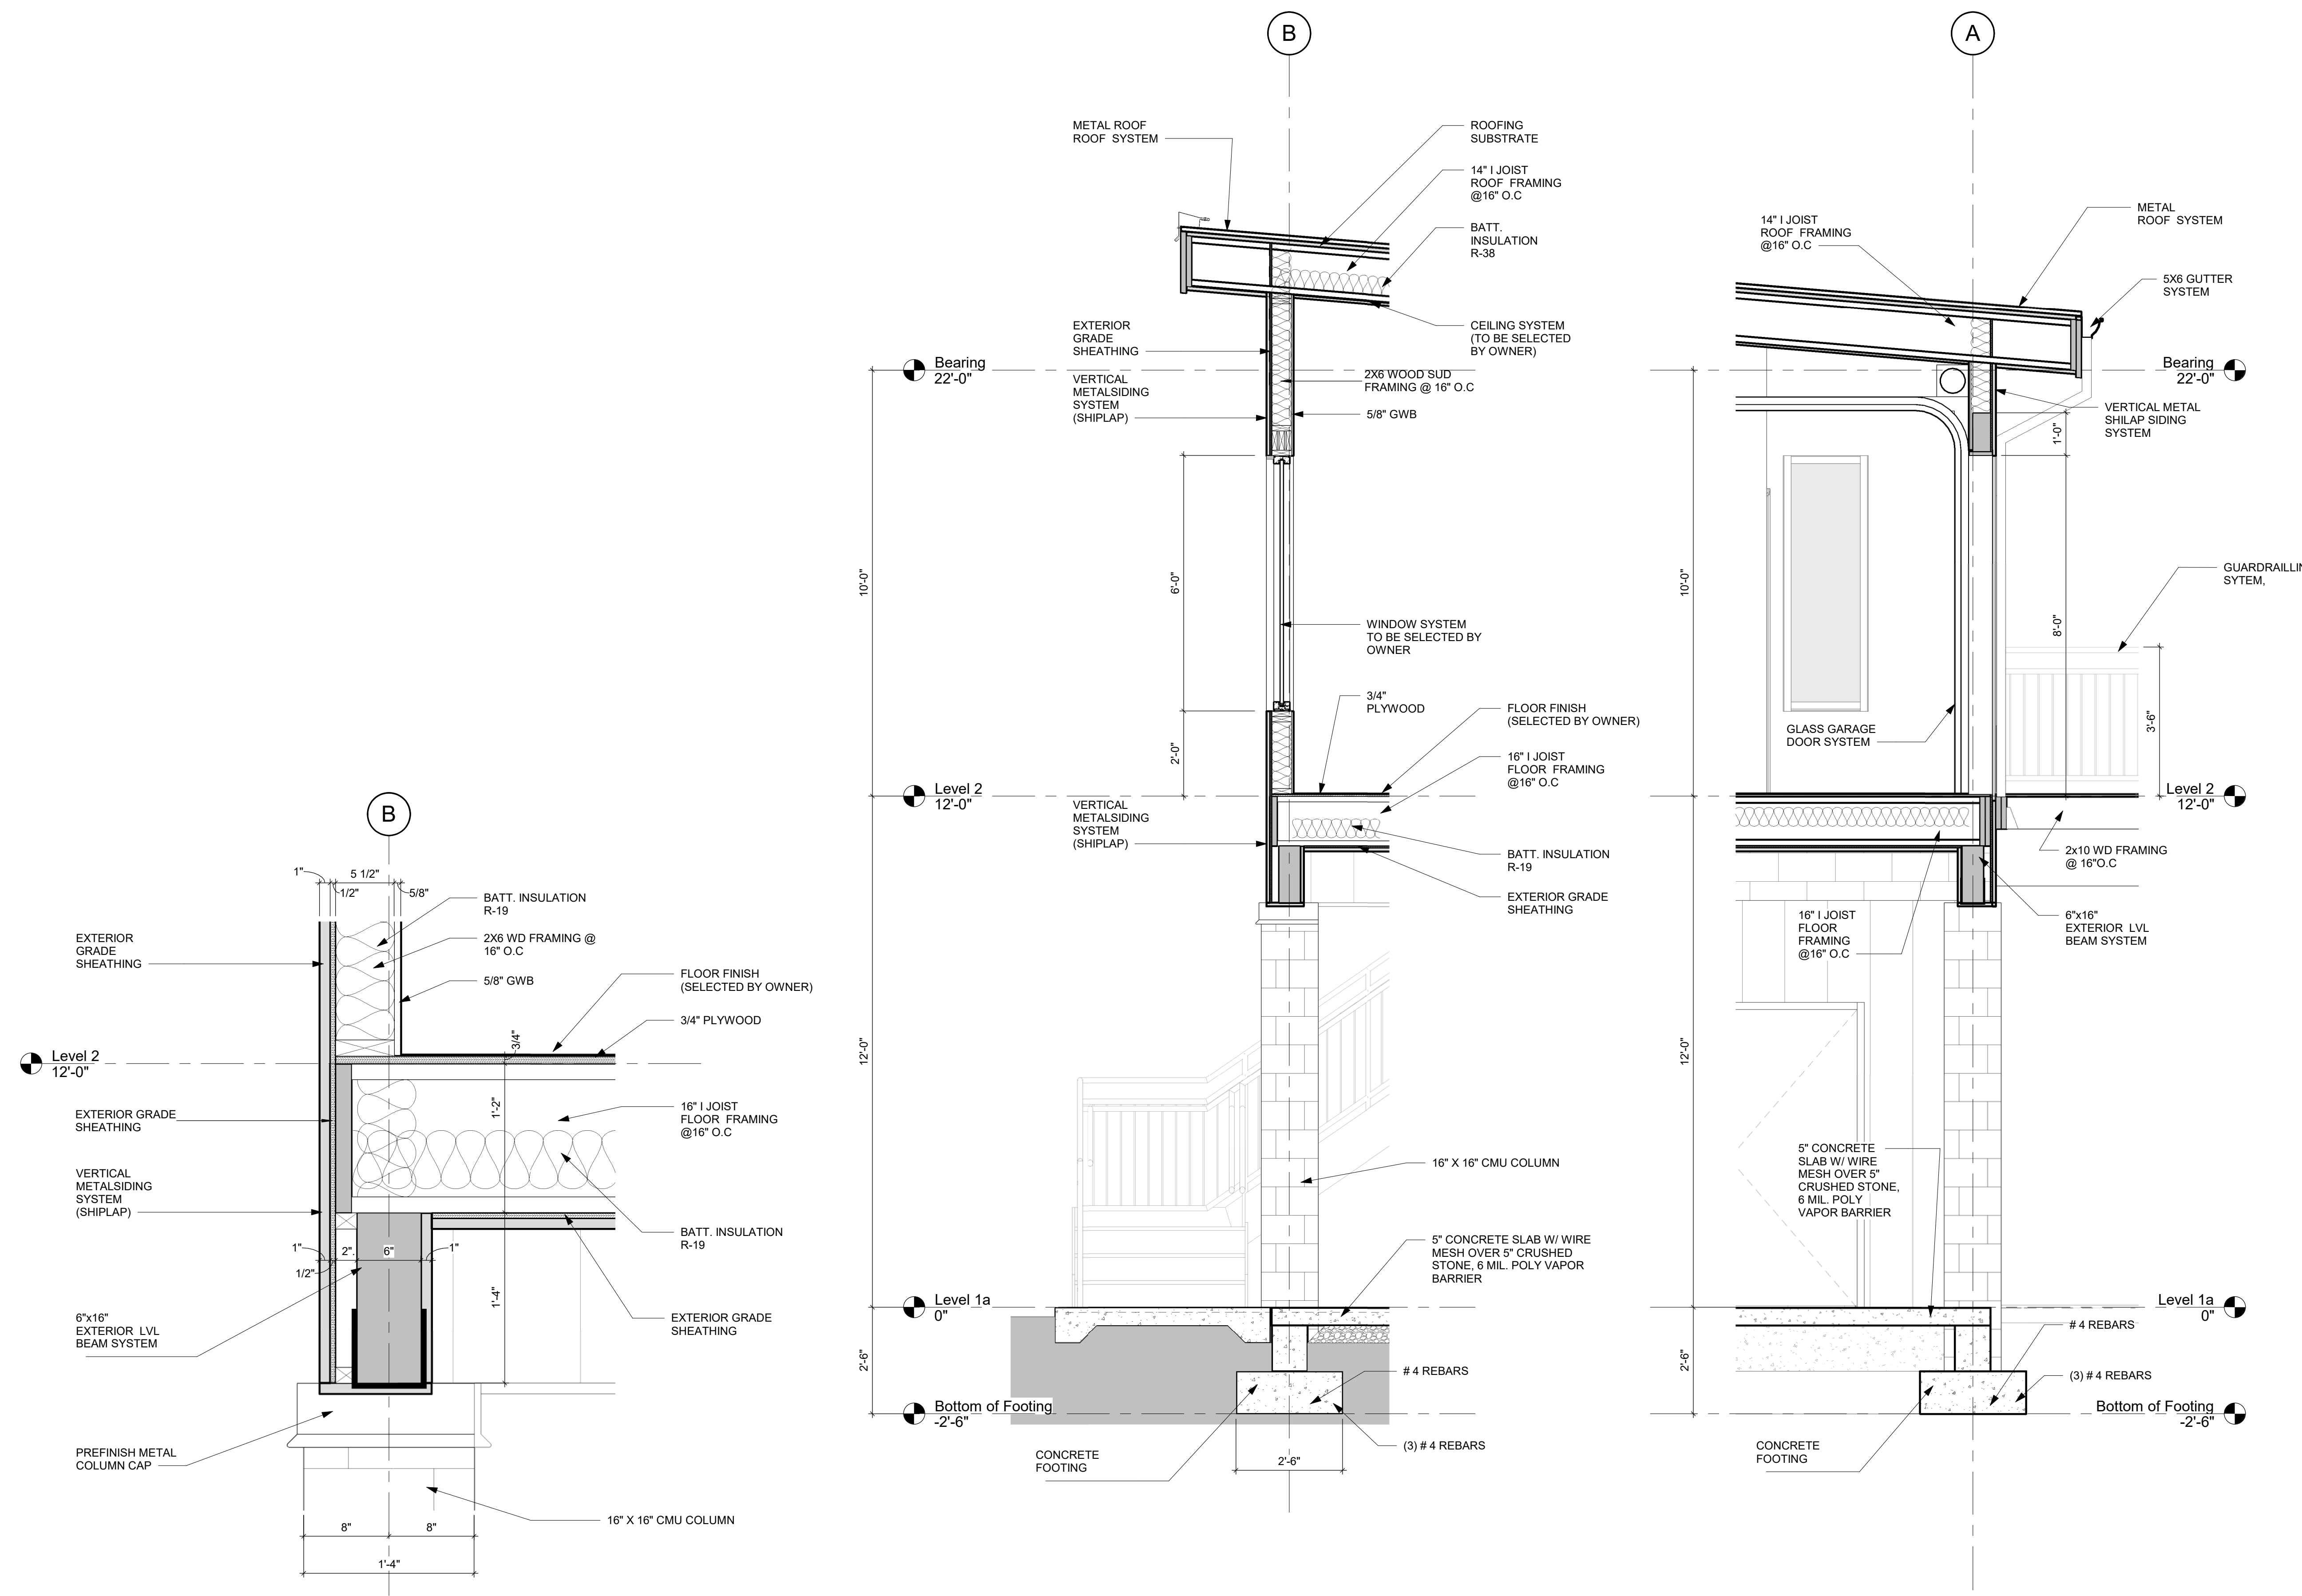 B
1"
5 1/2"
1/2"
5/8"
BATT. INSULATION
R-19
EXTERIOR
GRADE
SHEATHING
2X6 WD FRAMING @
16" O.C
5/8" GWB
FLOOR FINISH
(SELECTED BY OWNER)
3/4" PLYWOOD
3/4"
Level 2
12'-0"
1'-2"
EXTERIOR GRADE
SHEATHING
16" I JOIST
FLOOR FRAMING
@16" O.C
VERTICAL
METALSIDING
SYSTEM
(SHIPLAP)
BATT. INSULATION
R-19
1"
2"
6"
1"
1/2"
1'-4"
6"x16"
EXTERIOR LVL
BEAM SYSTEM
EXTERIOR GRADE
SHEATHING
PREFINISH METAL
COLUMN CAP
16" X 16" CMU COLUMN
8"
8"
1'-4"
B
METAL ROOF
ROOF SYSTEM
ROOFING
SUBSTRATE
14" I JOIST
ROOF FRAMING
@16" O.C
BATT.
INSULATION
R-38
EXTERIOR
GRADE
SHEATHING
CEILING SYSTEM
(TO BE SELECTED
BY OWNER)
Bearing
22'-0"
VERTICAL
METALSIDING
SYSTEM
(SHIPLAP)
2X6 WOOD SUD
FRAMING @ 16" O.C
5/8" GWB
10'-0"
6'-0"
WINDOW SYSTEM
TO BE SELECTED BY
OWNER
3/4"
PLYWOOD
FLOOR FINISH
(SELECTED BY OWNER)
2'-0"
16" I JOIST
FLOOR FRAMING
@16" O.C
Level 2
12'-0"
VERTICAL
METALSIDING
SYSTEM
(SHIPLAP)
BATT. INSULATION
R-19
EXTERIOR GRADE
SHEATHING
12'-0"
16" X 16" CMU COLUMN
5" CONCRETE SLAB W/ WIRE
MESH OVER 5" CRUSHED
STONE, 6 MIL. POLY VAPOR
BARRIER
Level 1a
0"
2'-6"
# 4 REBARS
Bottom of Footing
-2'-6"
(3) # 4 REBARS
CONCRETE
FOOTING
2'-6"
A
14" I JOIST
ROOF FRAMING
@16" O.C
METAL
ROOF SYSTEM
5X6 GUTTER
SYSTEM
Bearing
22'-0"
VERTICAL METAL
SHILAP SIDING
SYSTEM
1'-0"
10'-0"
8'-0"
GUARDRAILLIN
SYTEM,
3'-6"
GLASS GARAGE
DOOR SYSTEM
Level 2
12'-0"
2x10 WD FRAMING
@ 16"O.C
16" I JOIST
FLOOR
FRAMING
@16" O.C
6"x16"
EXTERIOR LVL
BEAM SYSTEM
12'-0"
5" CONCRETE
SLAB W/ WIRE
MESH OVER 5"
CRUSHED STONE,
6 MIL. POLY
VAPOR BARRIER
Level 1a
0"
# 4 REBARS
2'-6"
(3) # 4 REBARS
Bottom of Footing
-2'-6"
CONCRETE
FOOTING